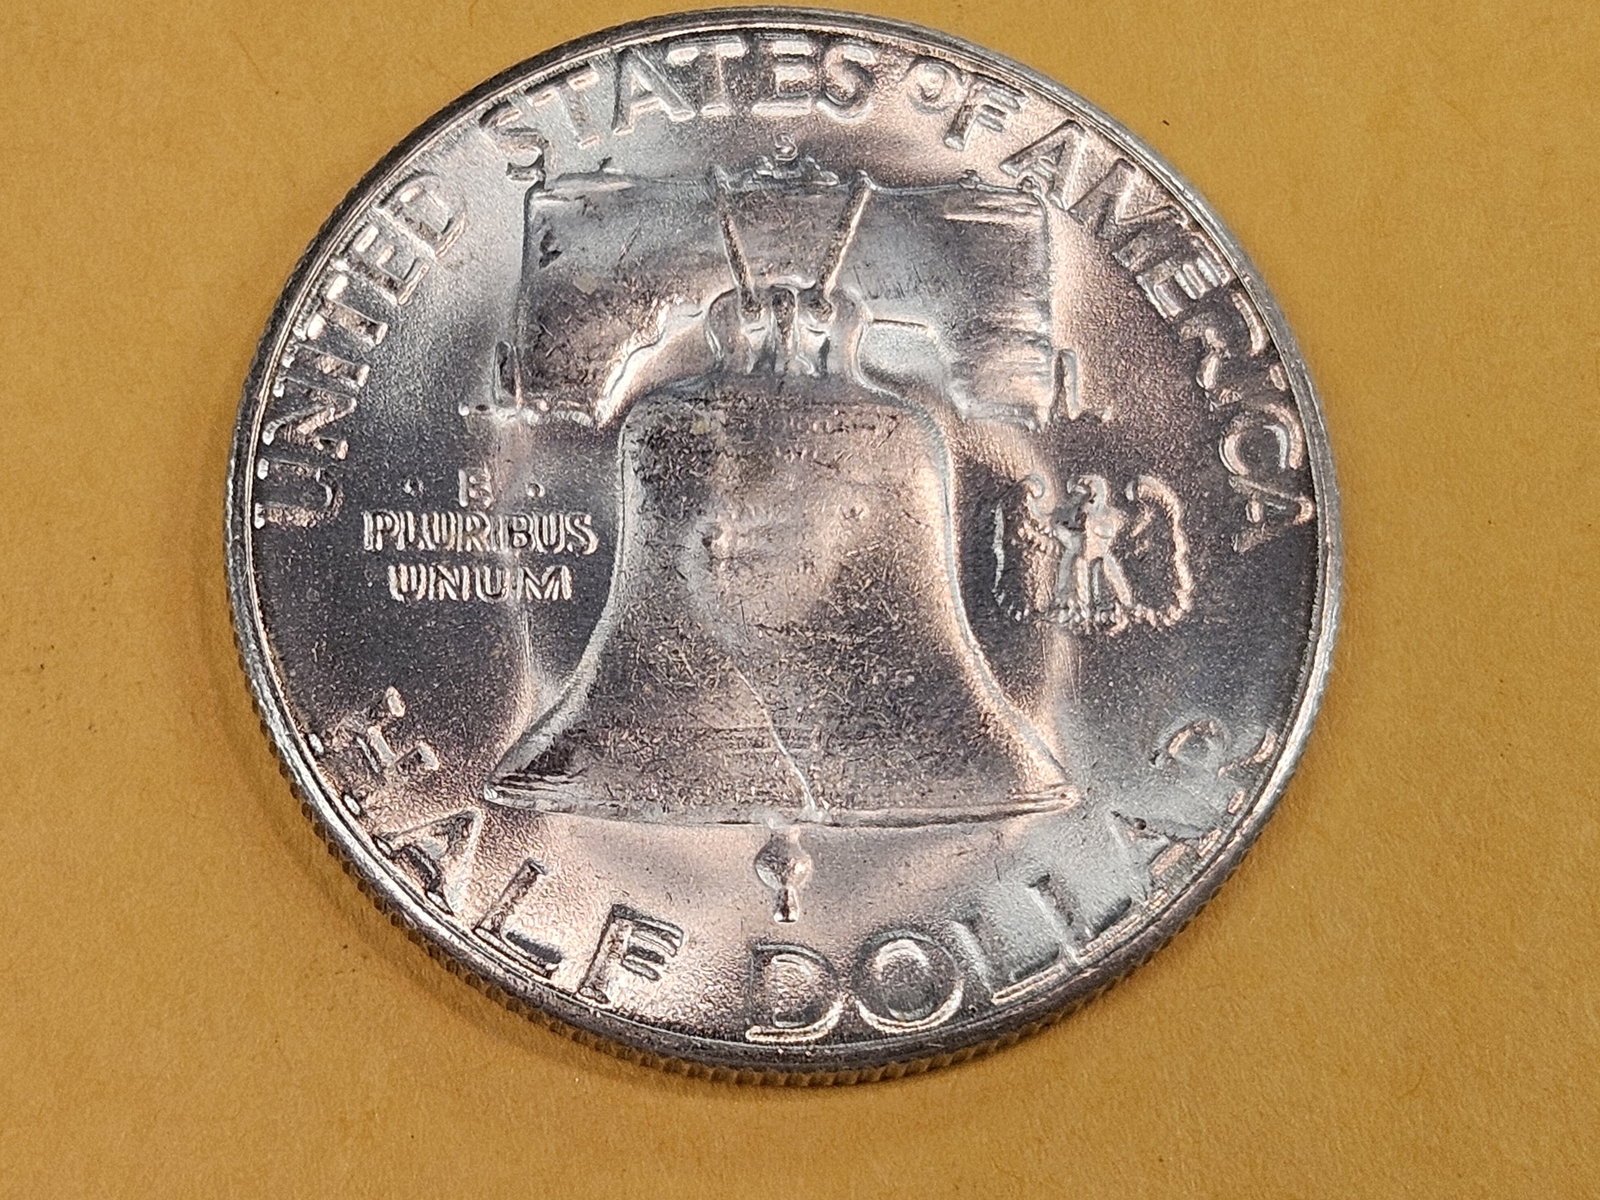 UNITED STATES OF AMERICA
S
· E ·
PLURIBUS
UNUM
HALF DOLLAR